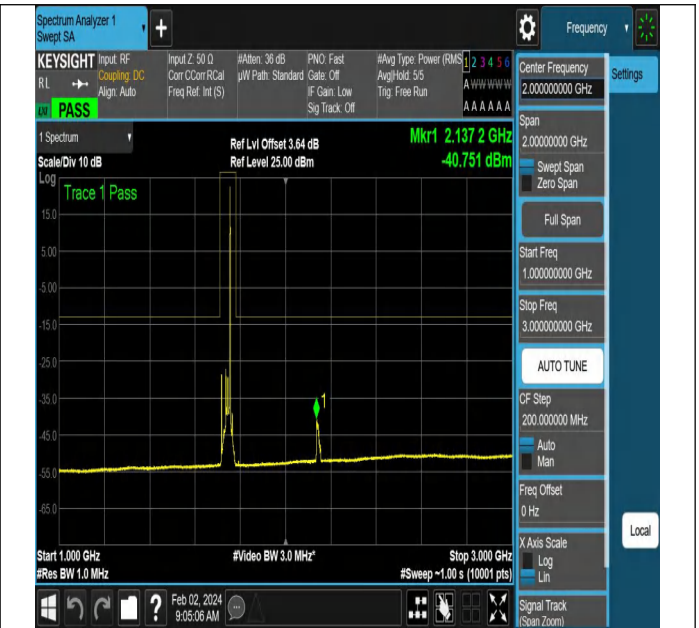 Spectrum Analyzer 1
Swept SA
+
Frequency
KEYSIGHT
RL
PASS
Input: RF
Coupling: DC
Align: Auto
Input Z: 50 Ω
Corr CCorr RCal
Freq Ref: Int (S)
#Atten: 36 dB
µW Path: Standard
PNO: Fast
Gate: Off
IF Gain: Low
Sig Track: Off
#Avg Type: Power (RMS
Avg|Hold: 5/5
Trig: Free Run
1 2 3 4 5 6
A W W W W W
A A A A A A
1 Spectrum
Scale/Div 10 dB
Ref Lvl Offset 3.64 dB
Ref Level 25.00 dBm
Mkr1 2.137 2 GHz
-40.751 dBm
Log
Trace 1 Pass
15.0
5.00
-5.00
-15.0
-25.0
-35.0
-45.0
-55.0
-65.0
1
Start 1.000 GHz
#Res BW 1.0 MHz
#Video BW 3.0 MHz*
Stop 3.000 GHz
#Sweep ~1.00 s (10001 pts)
Feb 02, 2024
9:05:06 AM
?
Center Frequency
2.000000000 GHz
Settings
Span
2.00000000 GHz
Swept Span
Zero Span
Full Span
Start Freq
1.000000000 GHz
Stop Freq
3.000000000 GHz
AUTO TUNE
CF Step
200.000000 MHz
Auto
Man
Freq Offset
0 Hz
X Axis Scale
Log
Lin
Local
Signal Track
(Span Zoom)